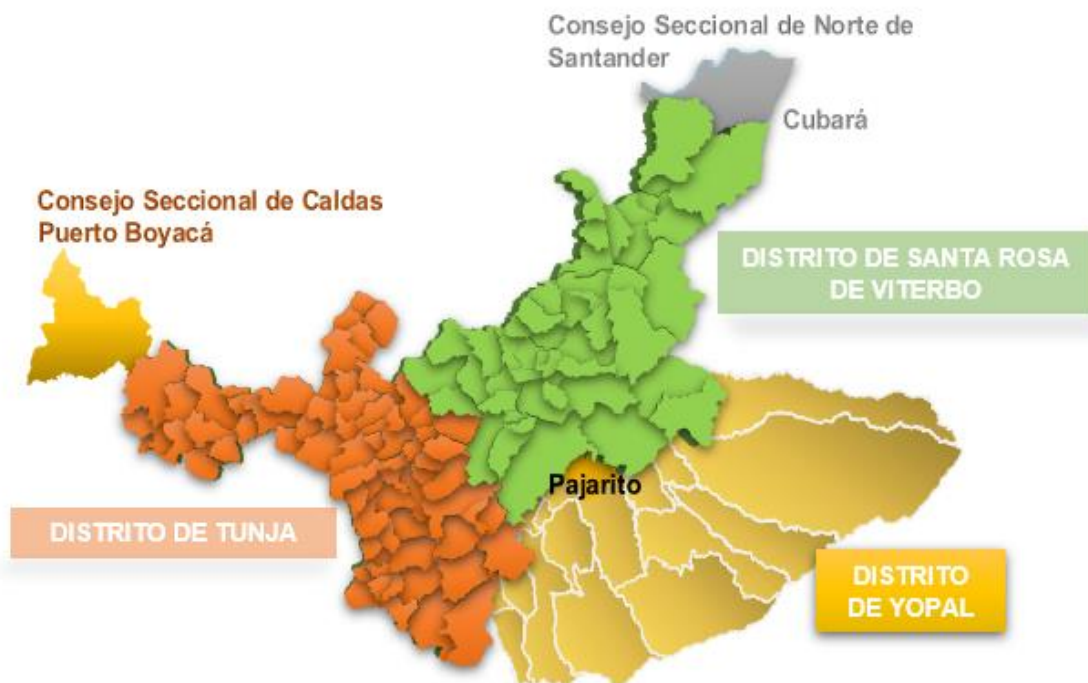 Consejo Seccional de Norte de
Santander
Cubará
Consejo Seccional de Caldas
Puerto Boyacá
DISTRITO DE SANTA ROSA
DE VITERBO
Pajarito
DISTRITO DE TUNJA
DISTRITO
DE YOPAL